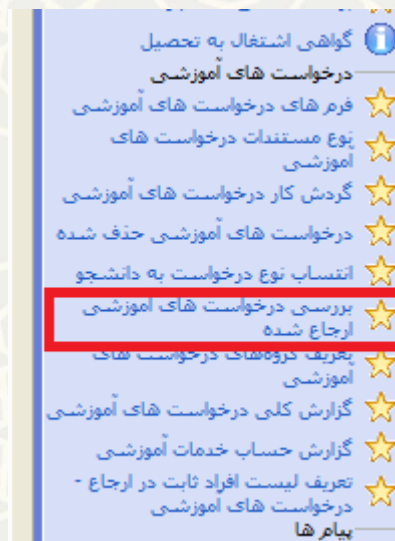 گواهی اشتغال به تحصیل
درخواست های آموزشی
فرم های درخواست های آموزشی
نوع مستندات درخواست های
آموزشی
گردش کار درخواست های آموزشی
درخواست های آموزشی حذف شده
انتساب نوع درخواست به دانشجو
بررسی درخواست های آموزشی
ارجاع شده
تعریف گروههای درخواست های
آموزشی
گزارش کلی درخواست های آموزشی
گزارش حساب خدمات آموزشی
تعریف لیست افراد ثابت در ارجاع -
درخواست های آموزشی
پیام ها